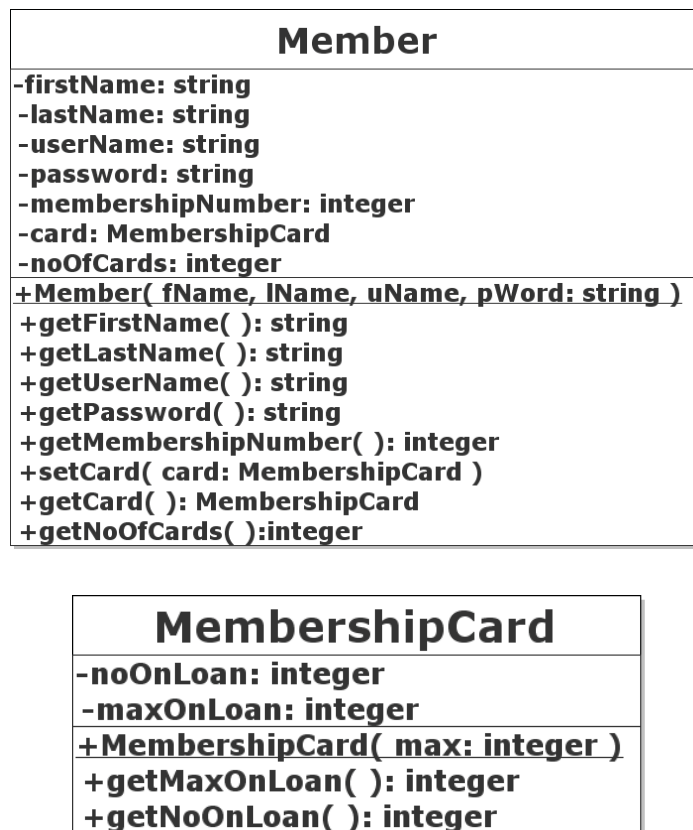 Member
-firstName: string
-lastName: string
-userName: string
-password: string
-membershipNumber: integer
-card: MembershipCard
-noOfCards: integer
+Member( fName, lName, uName, pWord: string )
+getFirstName( ): string
+getLastName( ): string
+getUserName( ): string
+getPassword( ): string
+getMembershipNumber( ): integer
+setCard( card: MembershipCard )
+getCard( ): MembershipCard
+getNoOfCards( ):integer
MembershipCard
-noOnLoan: integer
-maxOnLoan: integer
+MembershipCard( max: integer )
+getMaxOnLoan( ): integer
+getNoOnLoan( ): integer